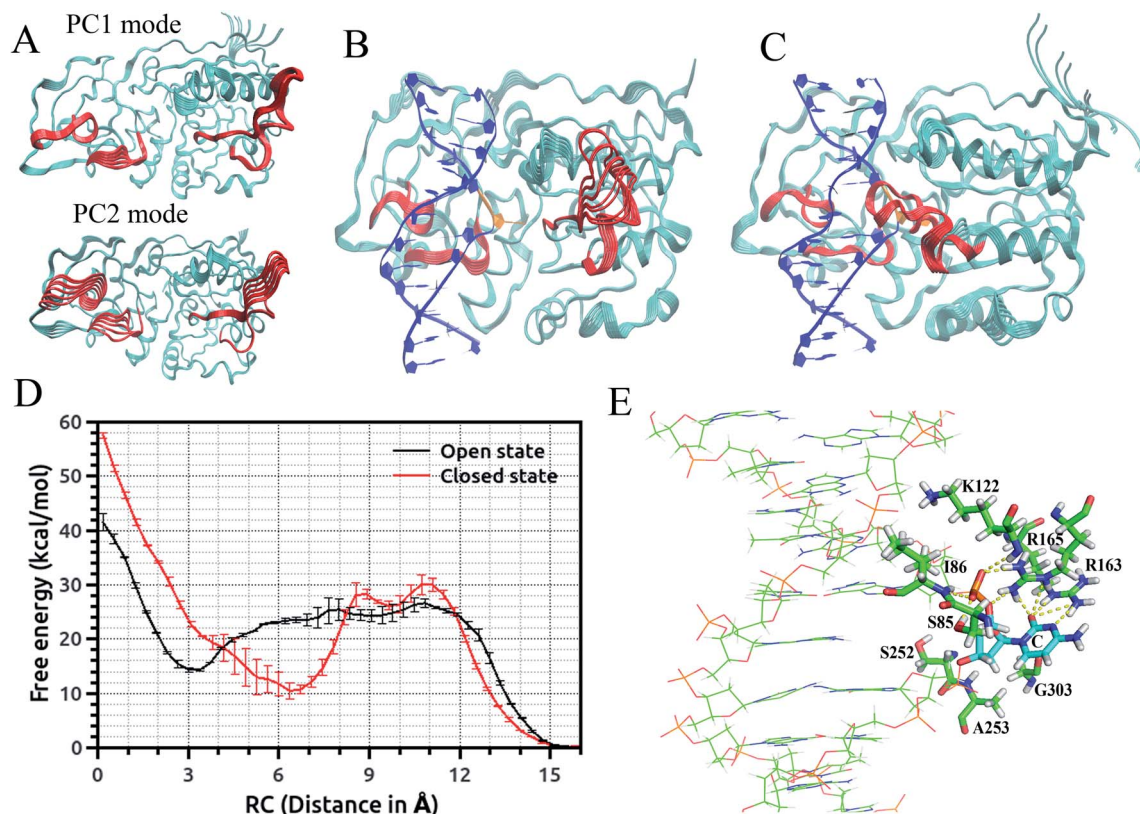 A
PC1 mode
PC2 mode
B
C
D
60
50
40
30
20
10
0
Free energy (kcal/mol)
Open state
Closed state
0 3 6 9 12 15
RC (Distance in Å)
E
K122
R165
R163
I86
S85
C
S252
G303
A253